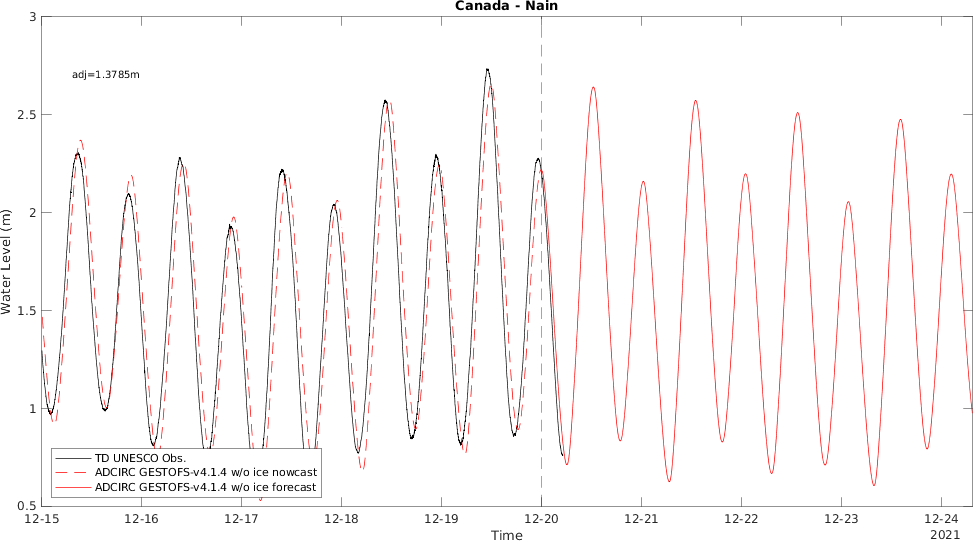 Canada - Nain
3
adj=1.3785m
2.5
2
Water Level (m)
1.5
1
TD UNESCO Obs.
ADCIRC GESTOFS-v4.1.4 w/o ice nowcast
ADCIRC GESTOFS-v4.1.4 w/o ice forecast
0.5
12-15 12-16 12-17 12-18 12-19 12-20 12-21 12-22 12-23 12-24
Time
2021